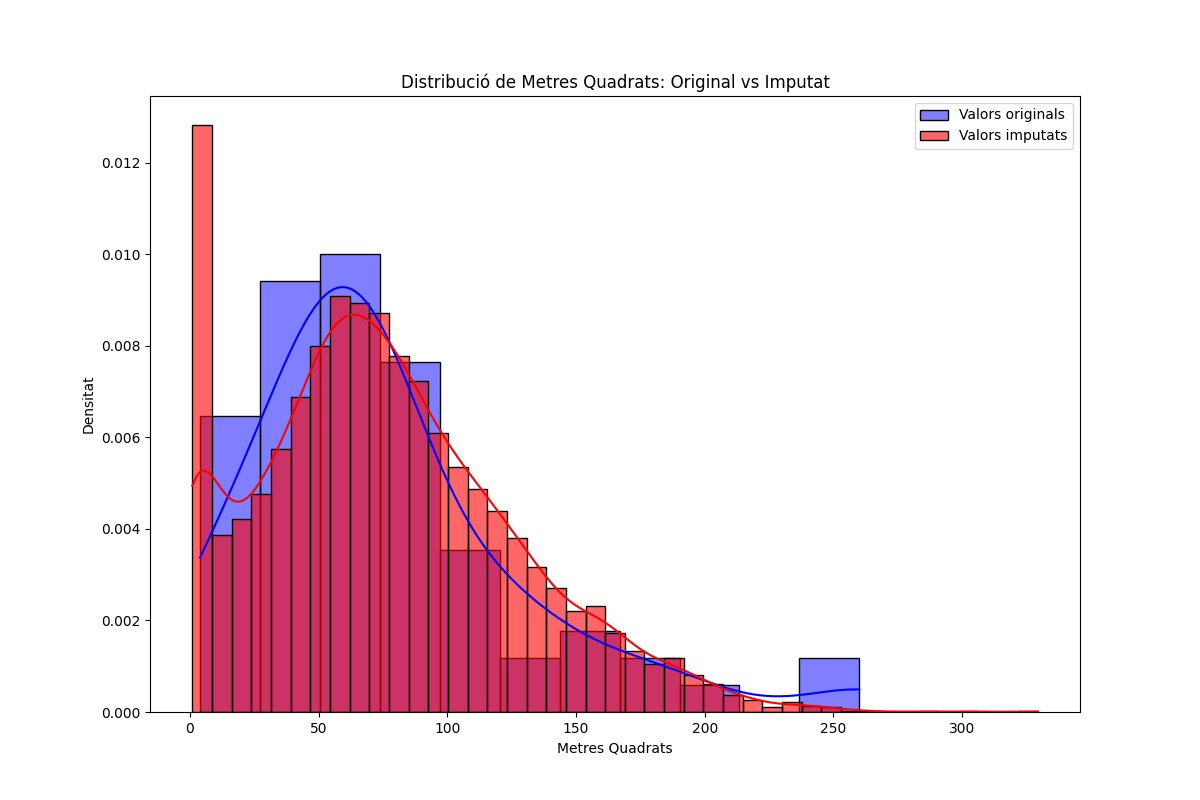 Distribució de Metres Quadrats: Original vs Imputat
Valors originals
Valors imputats
Densitat
0.012
0.010
0.008
0.006
0.004
0.002
0.000
0 50 100 150 200 250 300
Metres Quadrats